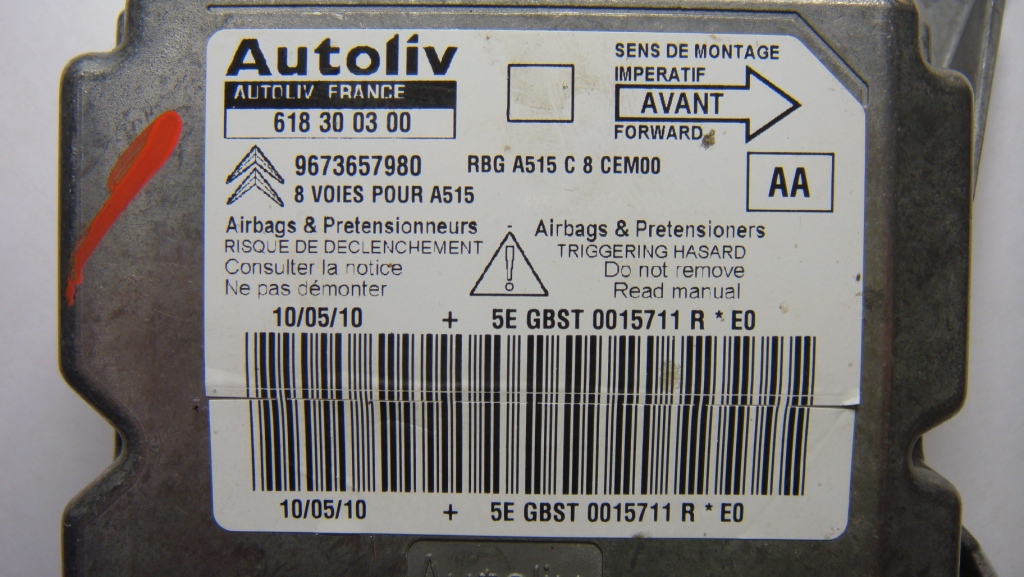 Autoliv
AUTOLIV FRANCE
618 30 03 00
SENS DE MONTAGE
IMPERATIF
AVANT
FORWARD
9673657980 RBG A515 C 8 CEM00
8 VOIES POUR A515
AA
Airbags & Pretensionneurs
RISQUE DE DECLENCHEMENT
Consulter la notice
Ne pas démonter
!
Airbags & Pretensioners
TRIGGERING HASARD
Do not remove
Read manual
10/05/10 + 5E GBST 0015711 R * E0
10/05/10 + 5E GBST 0015711 R * E0
Autoliv